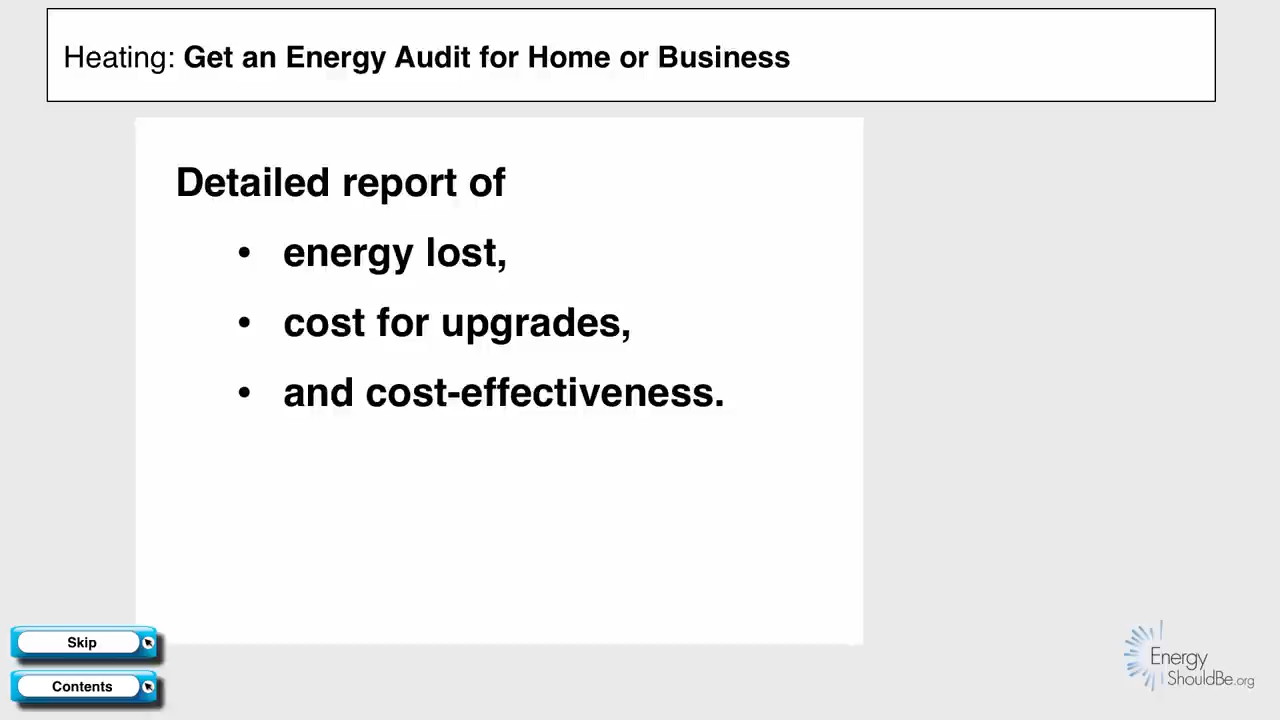 Heating: Get an Energy Audit for Home or Business
Detailed report of
• energy lost,
• cost for upgrades,
• and cost-effectiveness.
Skip
Contents
Energy
ShouldBe.org